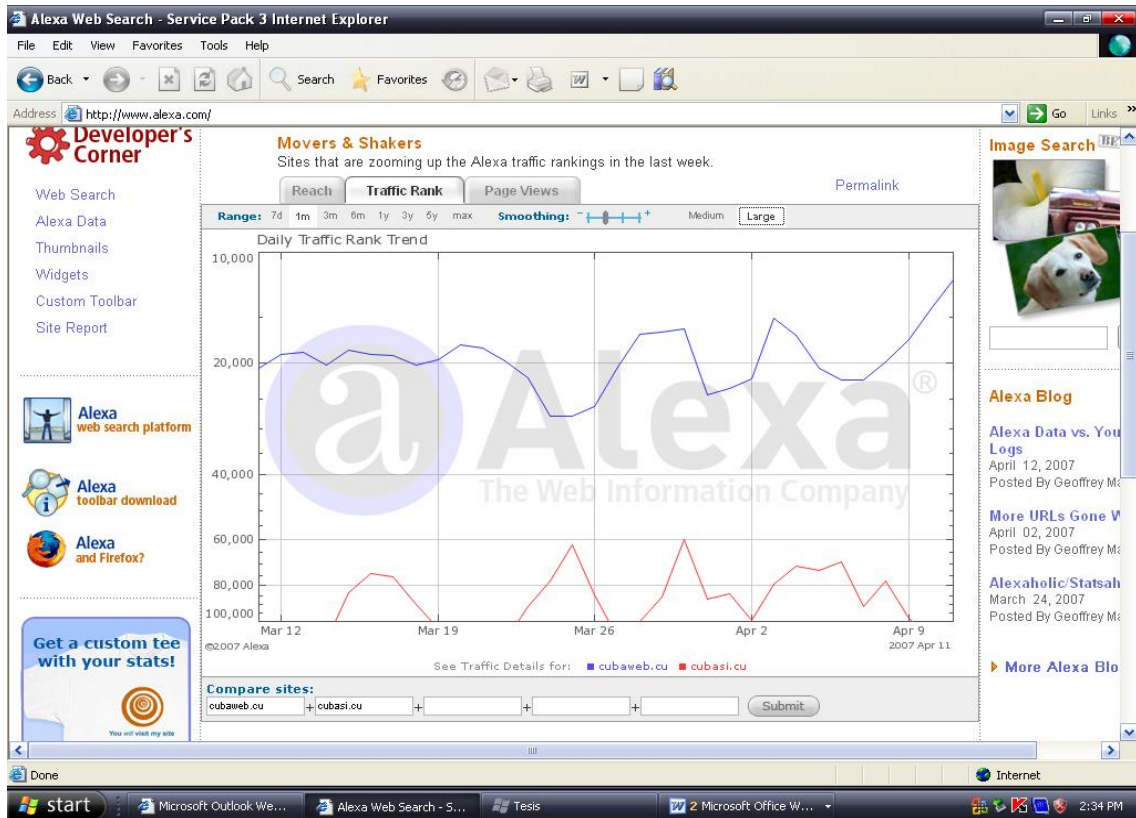 Alexa Web Search - Service Pack 3 Internet Explorer
File Edit View Favorites Tools Help
Back Search Favorites
Address http://www.alexa.com/ Go Links »
Developer's
Corner
Web Search
Alexa Data
Thumbnails
Widgets
Custom Toolbar
Site Report
Alexa
web search platform
Alexa
toolbar download
Alexa
and Firefox?
Get a custom tee
with your stats!
You will visit my site
Movers & Shakers
Sites that are zooming up the Alexa traffic rankings in the last week.
Reach Traffic Rank Page Views Permalink
Range: 7d 1m 3m 6m 1y 3y 5y max Smoothing: - + Medium Large
Daily Traffic Rank Trend
10,000
20,000
40,000
60,000
80,000
100,000
a Alexa ®
The Web Information Company
Mar 12 Mar 19 Mar 26 Apr 2 Apr 9
©2007 Alexa 2007 Apr 11
See Traffic Details for: cubaweb.cu cubasi.cu
Compare sites:
cubaweb.cu + cubasi.cu + + + Submit
Image Search BE
Alexa Blog
Alexa Data vs. You
Logs
April 12, 2007
Posted By Geoffrey Ma
More URLs Gone W
April 02, 2007
Posted By Geoffrey Ma
Alexaholic/Statsah
March 24, 2007
Posted By Geoffrey Ma
More Alexa Blo
Done Internet
start Microsoft Outlook We... Alexa Web Search - S... Tesis 2 Microsoft Office W... 2:34 PM